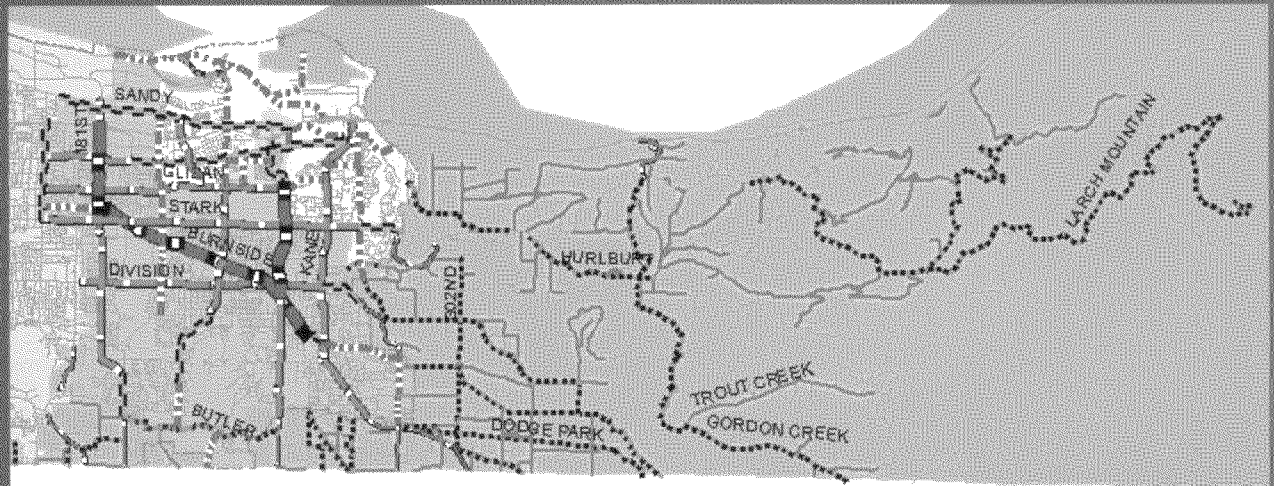 SANDY
181ST
GLISAN
STARK
BURNSIDE
KANE
DIVISION
HURLBURT
302ND
LARCH MOUNTAIN
TROUT CREEK
BUTLER
DODGE PARK
GORDON CREEK